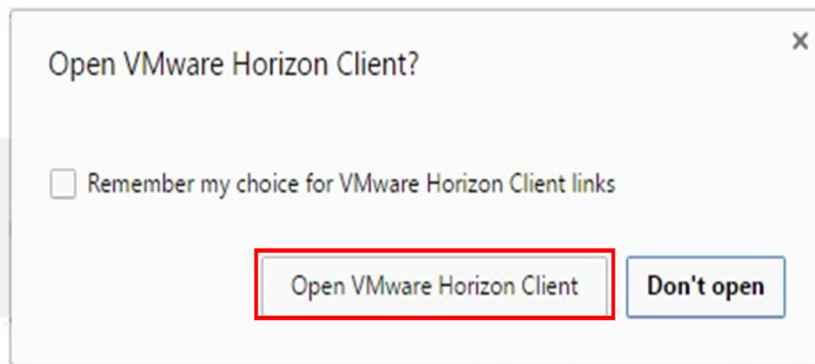 Open VMware Horizon Client?
Remember my choice for VMware Horizon Client links
Open VMware Horizon Client
Don't open